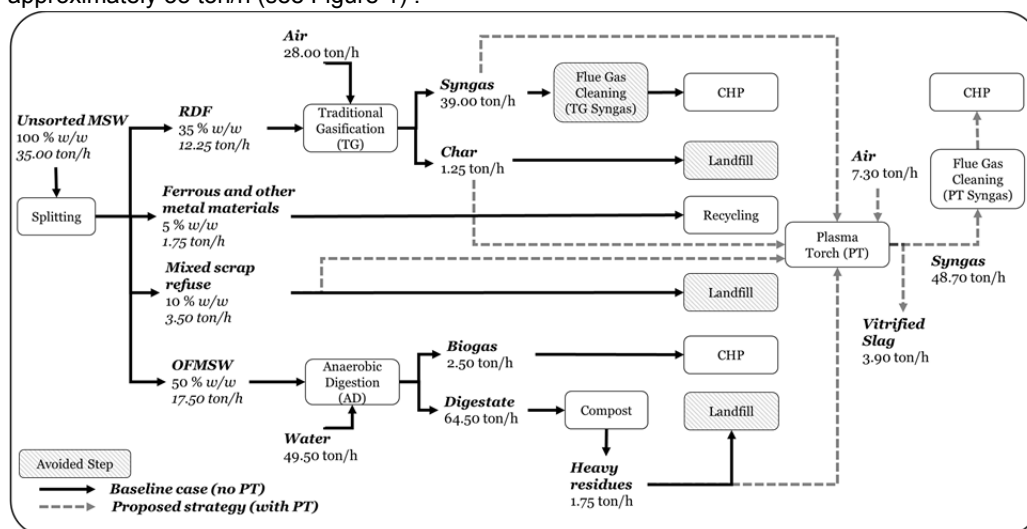 approximately 35 ton/h (see Figure 1) .
Air
28.00 ton/h
Syngas
39.00 ton/h
Flue Gas
Cleaning
(TG Syngas)
CHP
CHP
Unsorted MSW
100 % w/w
35.00 ton/h
RDF
35 % w/w
12.25 ton/h
Traditional
Gasification
(TG)
Char
1.25 ton/h
Landfill
Air
7.30 ton/h
Flue Gas
Cleaning
(PT Syngas)
Splitting
Ferrous and other
metal materials
5 % w/w
1.75 ton/h
Recycling
Plasma
Torch (PT)
Syngas
48.70 ton/h
Mixed scrap
refuse
10 % w/w
3.50 ton/h
Landfill
Vitrified
Slag
3.90 ton/h
OFMSW
50 % w/w
17.50 ton/h
Anaerobic
Digestion
(AD)
Biogas
2.50 ton/h
CHP
Digestate
64.50 ton/h
Compost
Landfill
Water
49.50 ton/h
Heavy
residues
1.75 ton/h
Avoided Step
Baseline case (no PT)
Proposed strategy (with PT)